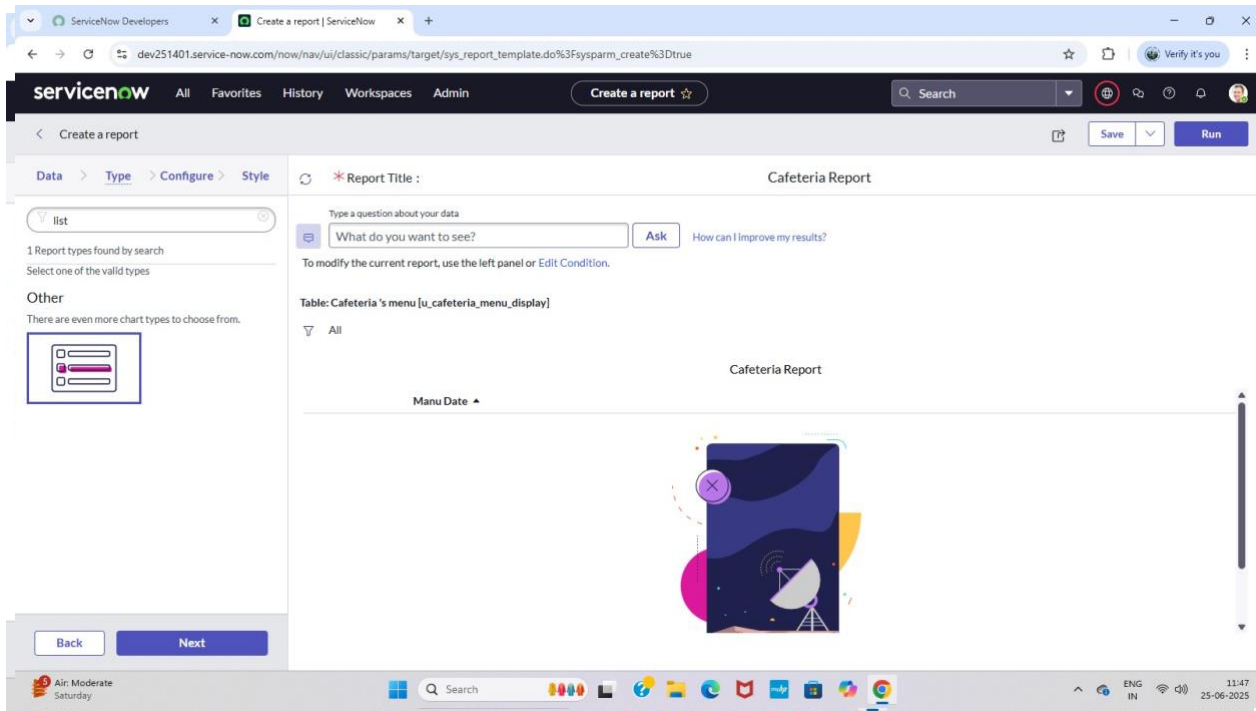 ServiceNow Developers
Create a report | ServiceNow
dev251401.service-now.com/now/nav/ui/classic/params/target/sys_report_template.do%3Fsysparm_create%3Dtrue
Verify it's you
servicenow All Favorites History Workspaces Admin Create a report Search
Create a report Save Run
Data Type Configure Style
Report Title : Cafeteria Report
list
1 Report types found by search
Select one of the valid types
Other
There are even more chart types to choose from.
Type a question about your data
What do you want to see? Ask How can I improve my results?
To modify the current report, use the left panel or Edit Condition.
Table: Cafeteria 's menu [u_cafeteria_menu_display]
All
Cafeteria Report
Manu Date
Back Next
5
Air: Moderate
Saturday
Search
ENG
IN
11:47
25-06-2025